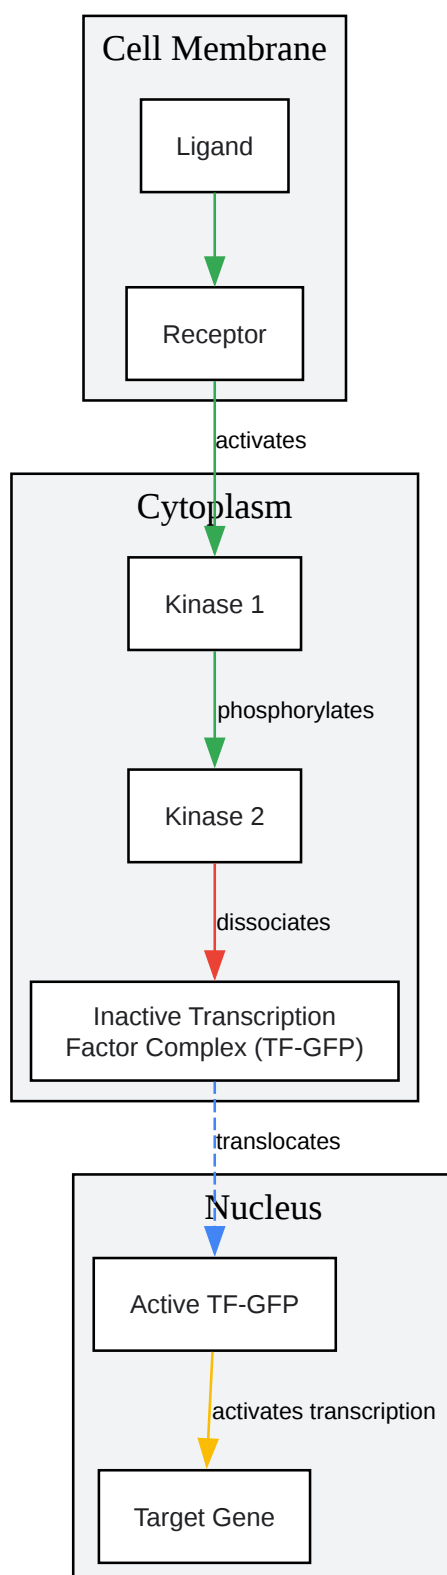 Cell Membrane
Ligand
Receptor
activates
Cytoplasm
Kinase 1
phosphorylates
Kinase 2
dissociates
Inactive Transcription
Factor Complex (TF-GFP)
translocates
Nucleus
Active TF-GFP
activates transcription
Target Gene